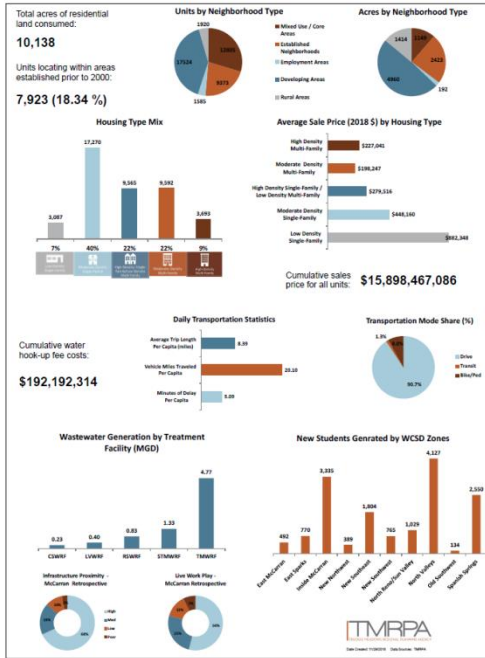 Total acres of residential
land consumed:
10,138
Units locating within areas
established prior to 2000:
7,923 (18.34 %)
Units by Neighborhood Type
1920
17524
1585
Mixed Use / Core
Areas
Established
Neighborhoods
Employment Areas
Developing Areas
Rural Areas
Acres by Neighborhood Type
1414
1149
2423
4960
192
Housing Type Mix
17,270
9,565
9,592
3,087
3,693
7%
40%
22%
22%
9%
Average Sale Price (2018 $) by Housing Type
High Density
Multi-Family
$227,041
Moderate Density
Multi-Family
$198,247
High Density Single-Family /
Low Density Multi-Family
$279,516
Moderate Density
Single-Family
$448,160
Low Density
Single-Family
$882,348
Cumulative sales
price for all units:
$15,898,467,086
Cumulative water
hook-up fee costs:
$192,192,314
Daily Transportation Statistics
Average Trip Length
Per Capita (miles)
8.39
Vehicle Miles Traveled
Per Capita
20.10
Minutes of Delay
Per Capita
Transportation Mode Share (%)
1.3%
90.7%
Drive
Transit
Bike/Ped
Wastewater Generation by Treatment
Facility (MGD)
0.23
0.40
0.83
1.33
4.77
CSWRF
LVWRF
RSWRF
STMWRF
TMWRF
New Students Genrated by WCSD Zones
492
770
3,335
389
1,804
765
1,029
4,127
134
2,550
East McCarran
East Sparks
Inside McCarran
New Northwest
New Southeast
New Southwest
North Reno/Sun Valley
North Valleys
Old Southwest
Spanish Springs
Infrastructure Proximity -
McCarran Retrospective
High
Med
Low
Poor
Live Work Play -
McCarran Retrospective
TMRPA